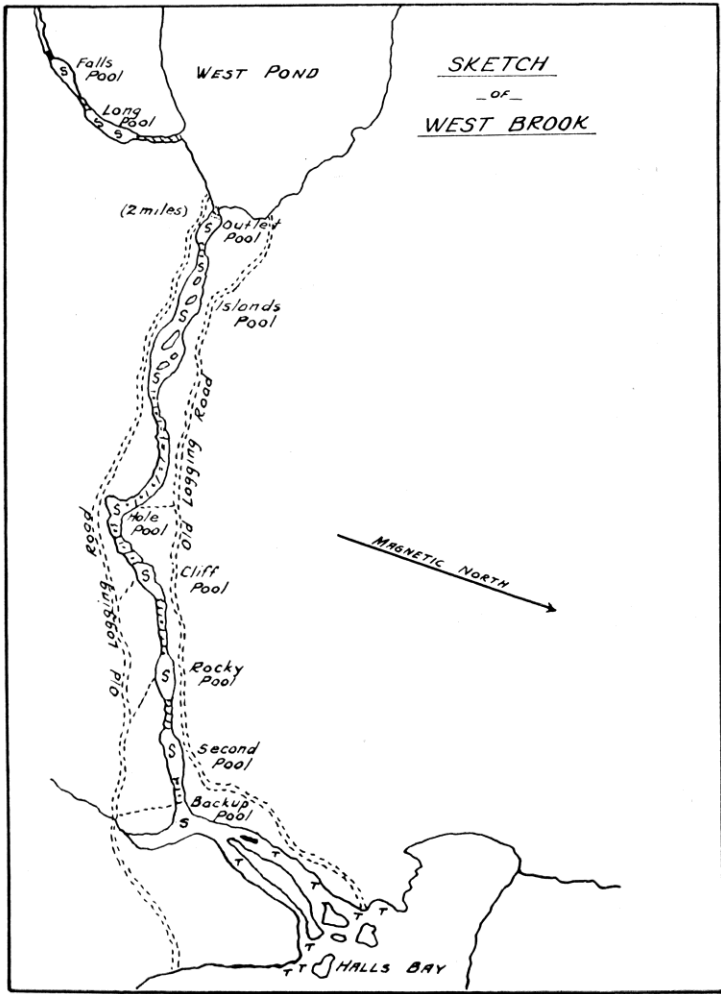 SKETCH
_OF_
WEST BROOK
Falls
Pool
S
WEST POND
Long
Pool
S S
(2 miles)
Outlet
Pool
S
S
Islands
Pool
S
S
Old Logging Road
S
Hole
Pool
MAGNETIC NORTH
Cliff
Pool
S
Old Logging Road
Rocky
Pool
S
Second
Pool
S
Backup
Pool
S
T
T
T
T
T
T T
HALLS BAY